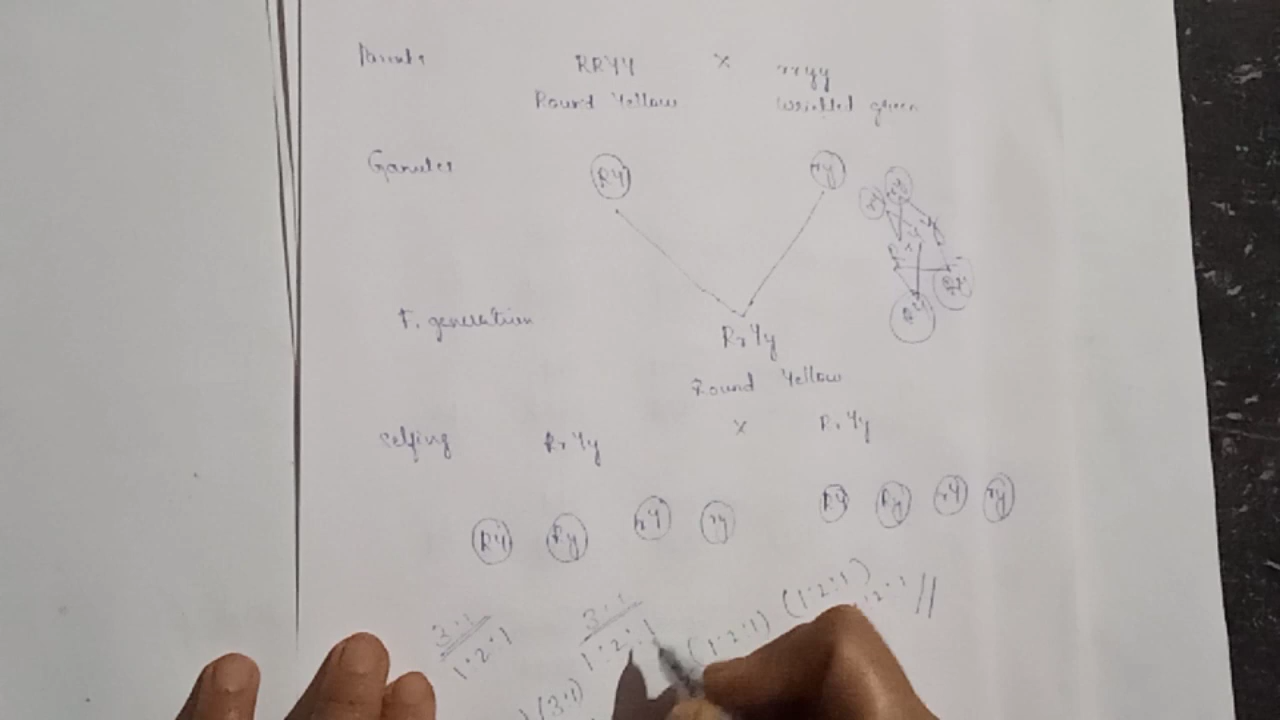 Parents RRYY × rryy
Round Yellow Wrinkled green
Gametes RY ry
F1 generation RrYy
Round Yellow
Selfing RrYy × RrYy
RY Ry rY ry RY Ry rY ry
3:1 3:1 (1:2:1) (1:2:1)
1:2:1 1:2:1
(3:1)